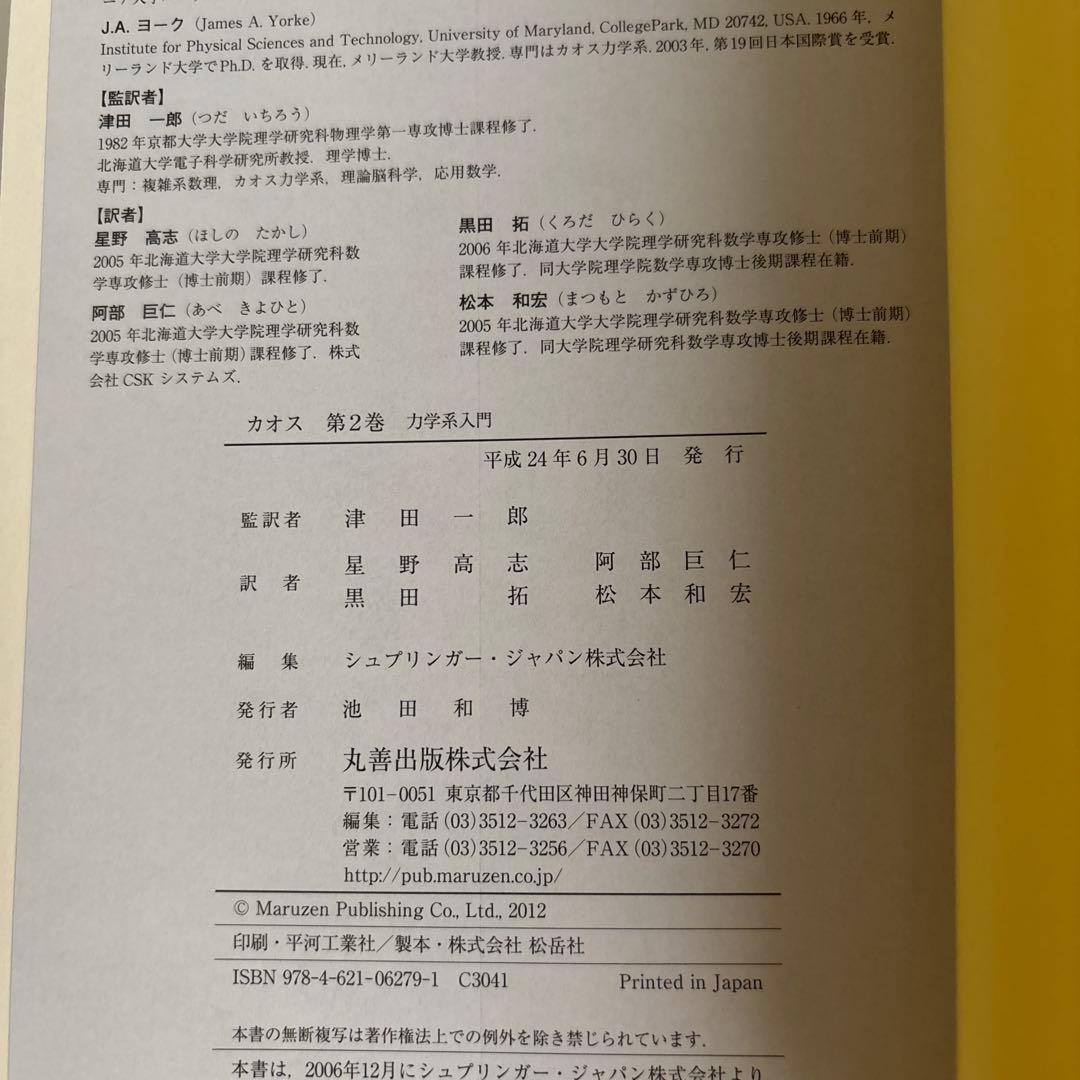 J.A. ヨーク (James A. Yorke)
Institute for Physical Sciences and Technology, University of Maryland, CollegePark, MD 20742, USA. 1966 年, メ
リーランド大学でPh.D. を取得. 現在, メリーランド大学教授. 専門はカオス力学系. 2003年, 第19回日本国際賞を受賞.
【監訳者】
津田 一郎（つだ いちろう）
1982 年京都大学大学院理学研究科物理学第一専攻博士課程修了.
北海道大学電子科学研究所教授. 理学博士.
専門：複雑系数理, カオス力学系, 理論脳科学, 応用数学.
【訳者】
星野 高志（ほしの たかし）
2005 年北海道大学大学院理学研究科数
学専攻修士（博士前期）課程修了.
阿部 巨仁（あべ きよひと）
2005 年北海道大学大学院理学研究科数
学専攻修士（博士前期）課程修了. 株式
会社 CSK システムズ.
黒田 拓（くろだ ひらく）
2006 年北海道大学大学院理学研究科数学専攻修士（博士前期）
課程修了. 同大学院理学院数学専攻博士後期課程在籍.
松本 和宏（まつもと かずひろ）
2005 年北海道大学大学院理学研究科数学専攻修士（博士前期）
課程修了. 同大学院理学研究科数学専攻博士後期課程在籍.
カオス 第2巻 力学系入門
平成 24 年 6 月 30 日 発 行
監訳者 津 田 一 郎
訳 者 星 野 高 志 阿 部 巨 仁
黒 田 拓 松 本 和 宏
編 集 シュプリンガー・ジャパン株式会社
発行者 池 田 和 博
発行所 丸善出版株式会社
〒101-0051 東京都千代田区神田神保町二丁目17番
編集：電話(03)3512-3263／FAX(03)3512-3272
営業：電話(03)3512-3256／FAX(03)3512-3270
http://pub.maruzen.co.jp/
© Maruzen Publishing Co., Ltd., 2012
印刷・平河工業社／製本・株式会社 松岳社
ISBN 978-4-621-06279-1 C3041 Printed in Japan
本書の無断複写は著作権法上での例外を除き禁じられています.
本書は, 2006年12月にシュプリンガー・ジャパン株式会社より